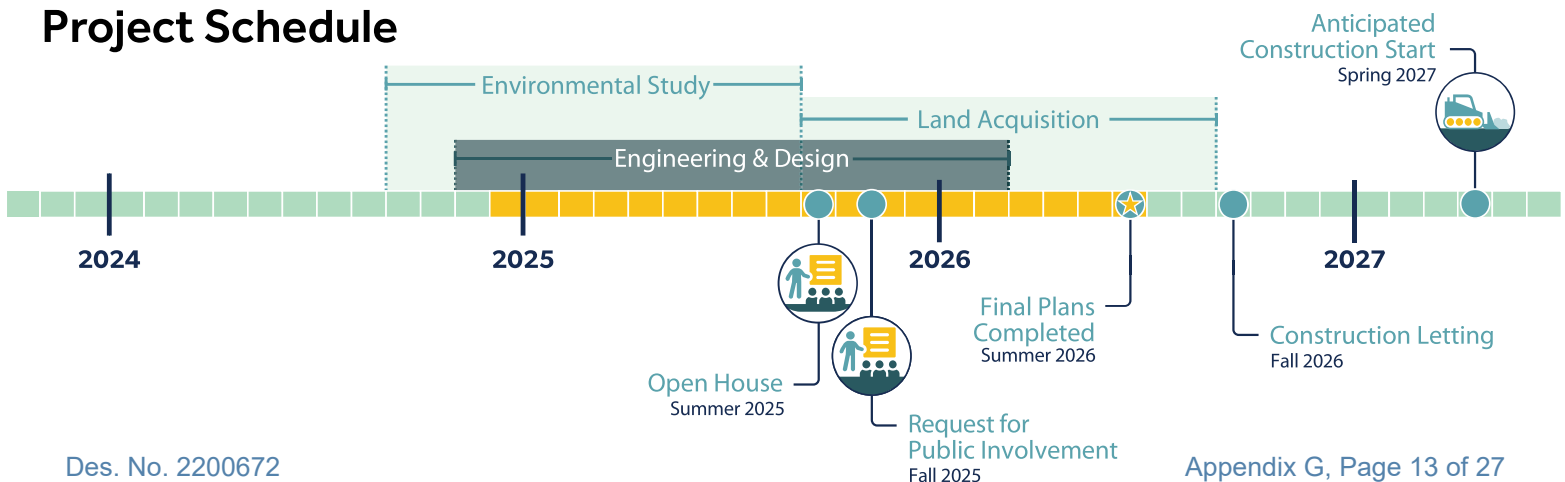 Project Schedule
Environmental Study
Land Acquisition
Engineering & Design
Anticipated
Construction Start
Spring 2027
2024
2025
2026
2027
Open House
Summer 2025
Request for
Public Involvement
Fall 2025
Final Plans
Completed
Summer 2026
Construction Letting
Fall 2026
Des. No. 2200672
Appendix G, Page 13 of 27